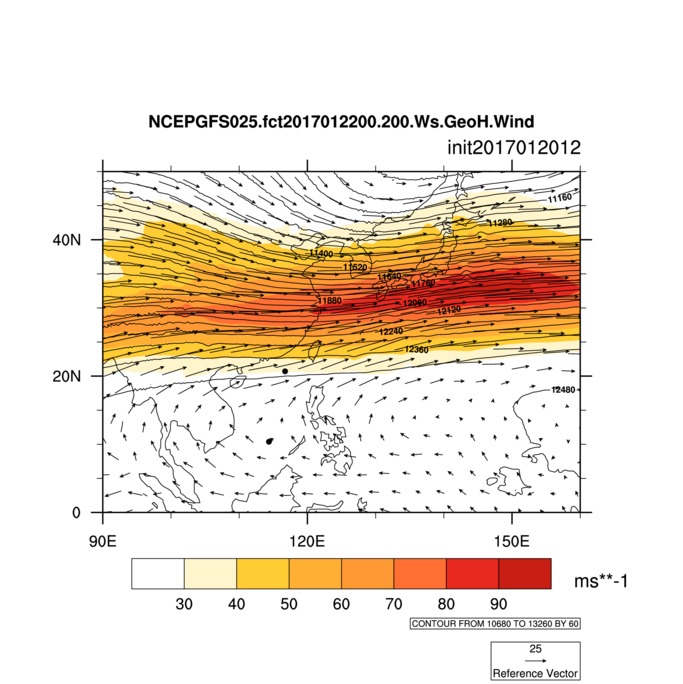 NCEPGFS025.fct2017012200.200.Ws.GeoH.Wind
init2017012012
11160
11280
40N
11400
11520
11640
11760
11880
12000
12120
12240
12360
20N
12480
0
90E 120E 150E
ms**-1
30 40 50 60 70 80 90
CONTOUR FROM 10680 TO 13260 BY 60
25
Reference Vector